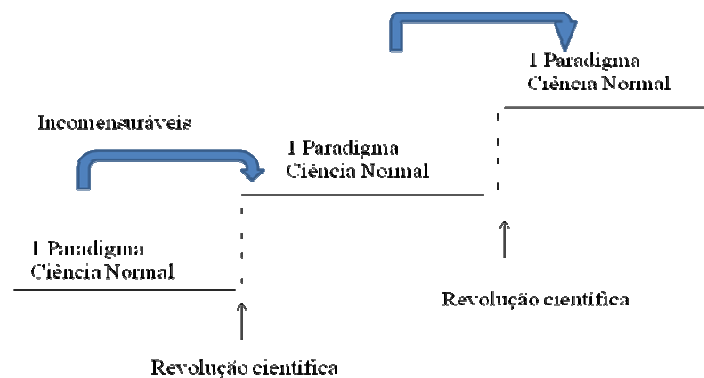 1 Paradigma
Ciência Normal
Incomensuráveis
1 Paradigma
Ciência Normal
1 Paradigma
Ciência Normal
Revolução científica
Revolução científica